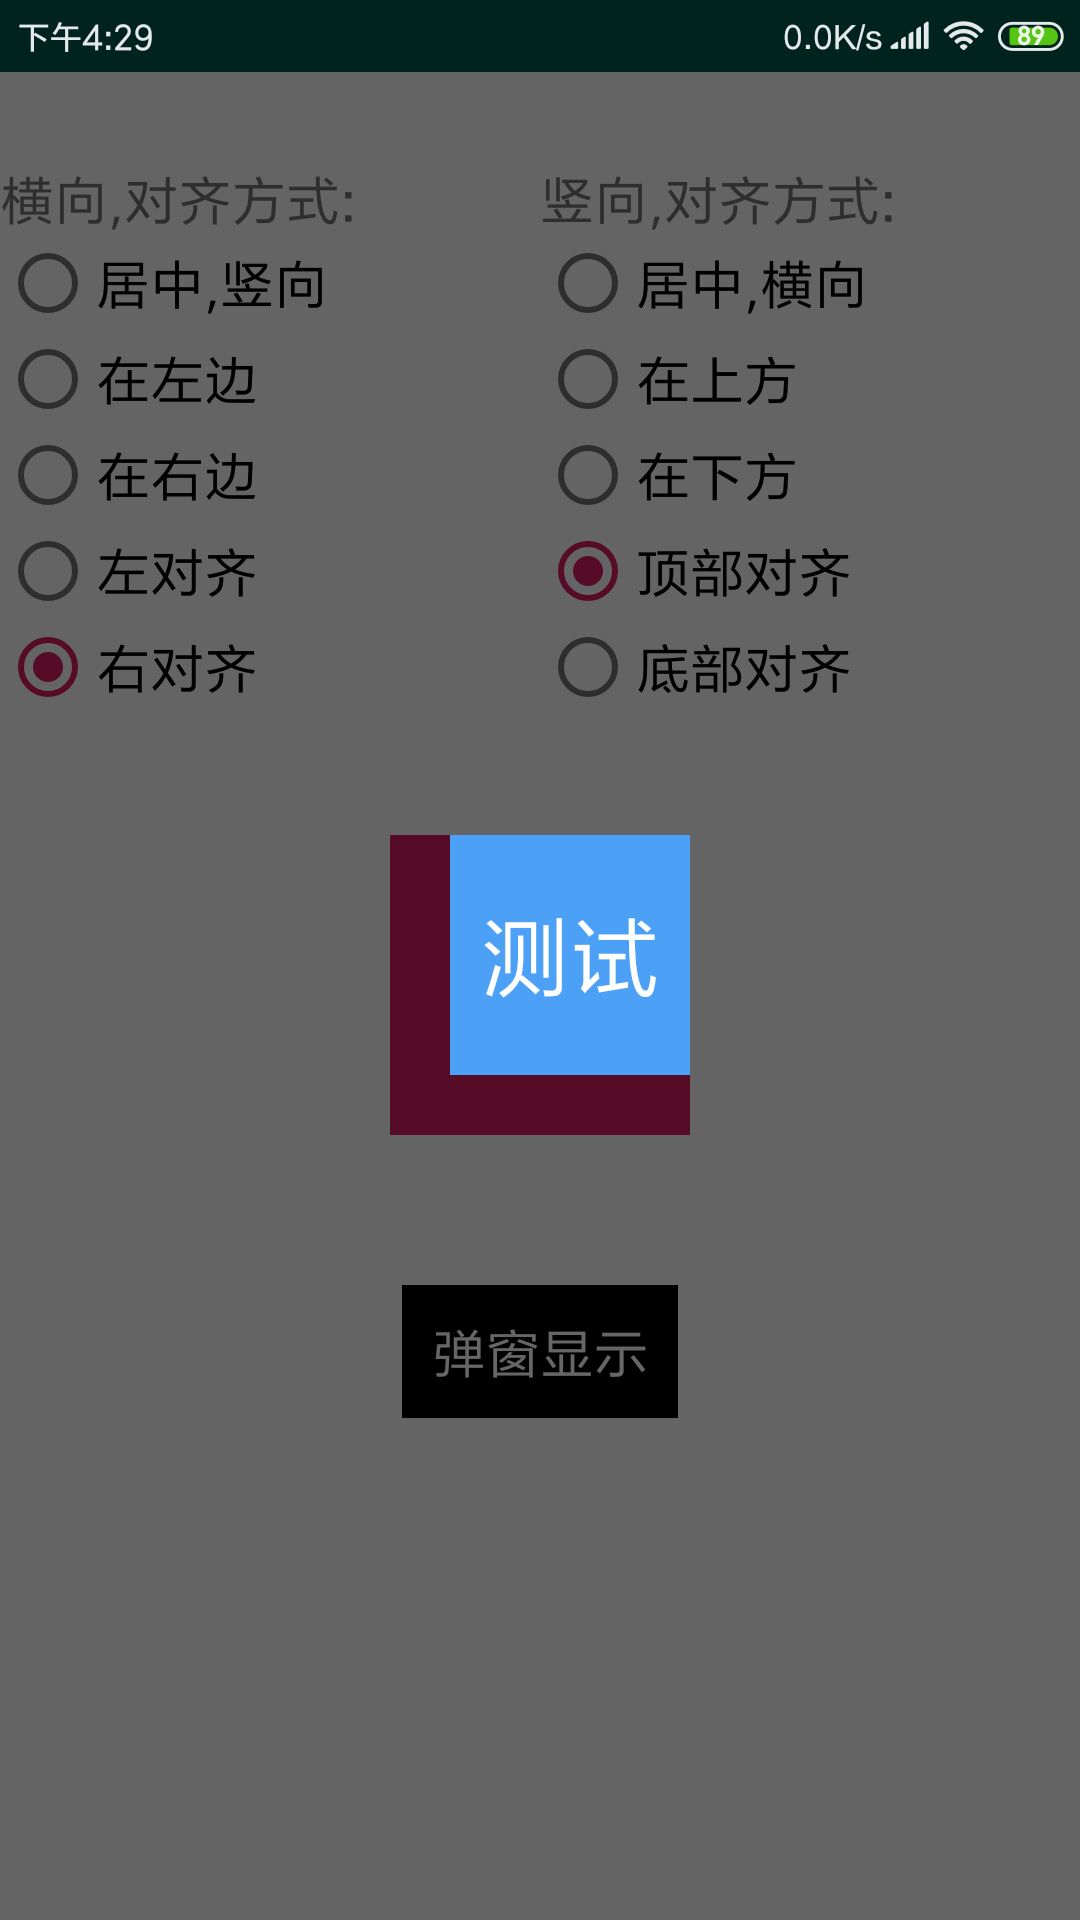 下午4:29
0.0K/s
89
横向,对齐方式:
居中,竖向
在左边
在右边
左对齐
右对齐
竖向,对齐方式:
居中,横向
在上方
在下方
顶部对齐
底部对齐
测试
弹窗显示